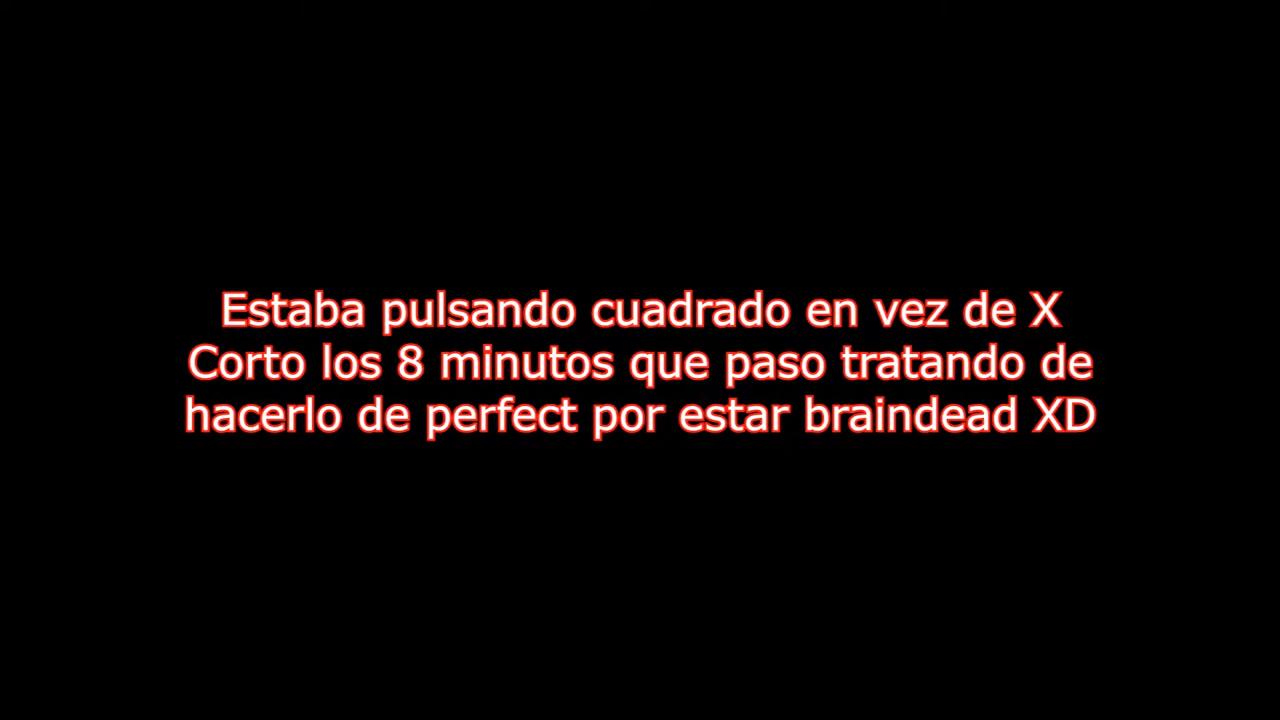 Estaba pulsando cuadrado en vez de X
Corto los 8 minutos que paso tratando de
hacerlo de perfect por estar braindead XD